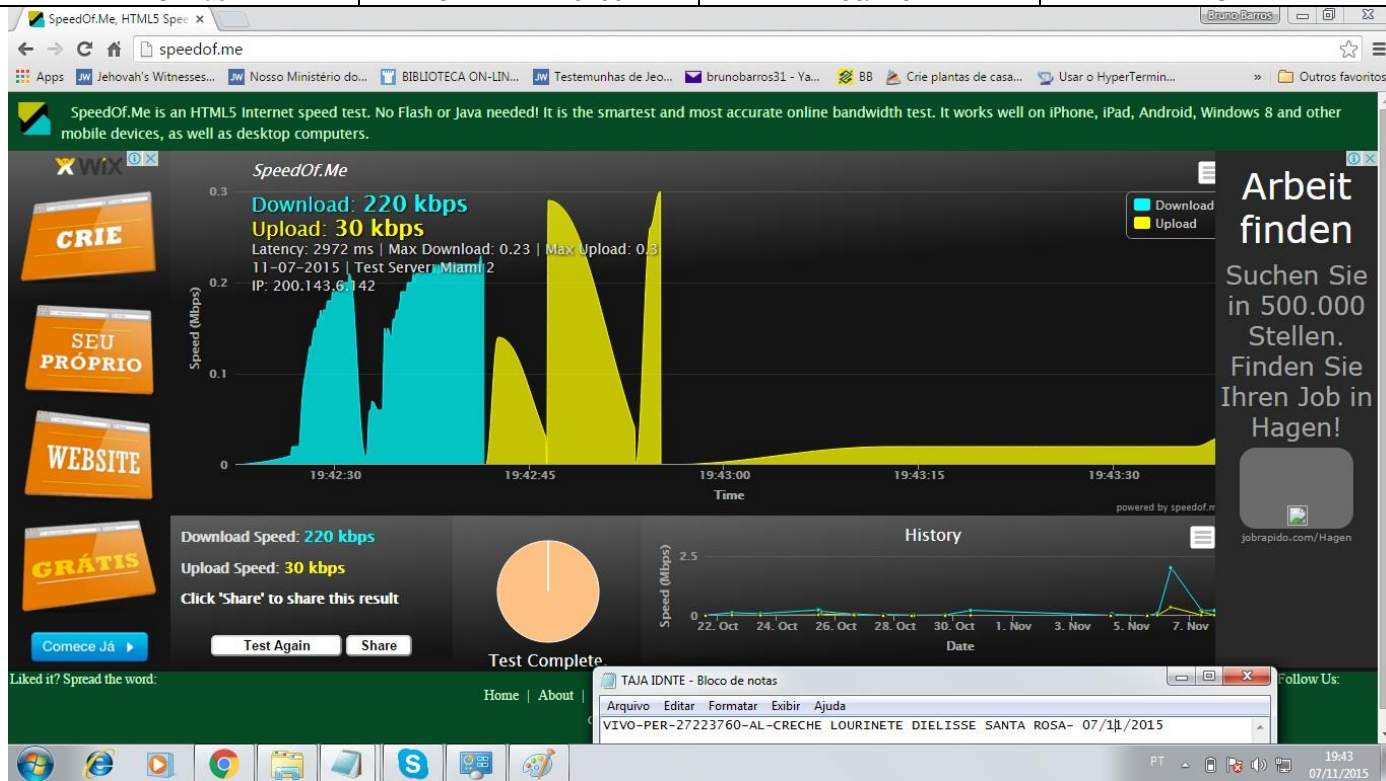 SpeedOf.Me, HTML5 Spee
Bruno Barros
speedof.me
Apps Jehovah's Witnesses... Nosso Ministério do... BIBLIOTECA ON-LIN... Testemunhas de Jeo... brunobarros31 - Ya... BB Crie plantas de casa... Usar o HyperTermin... » Outros favoritos
SpeedOf.Me is an HTML5 Internet speed test. No Flash or Java needed! It is the smartest and most accurate online bandwidth test. It works well on iPhone, iPad, Android, Windows 8 and other
mobile devices, as well as desktop computers.
WiX
CRIE
SEU
PRÓPRIO
WEBSITE
GRÁTIS
Comece Já
SpeedOf.Me
Download: 220 kbps
Upload: 30 kbps
Latency: 2972 ms | Max Download: 0.23 | Max Upload: 0.3
11-07-2015 | Test Server: Miami 2
IP: 200.143.6.142
Download
Upload
Speed (Mbps)
0.3
0.2
0.1
0
19:42:30 19:42:45 19:43:00 19:43:15 19:43:30
Time
powered by speedof.m
Arbeit
finden
Suchen Sie
in 500.000
Stellen.
Finden Sie
Ihren Job in
Hagen!
jobrapido.com/Hagen
Download Speed: 220 kbps
Upload Speed: 30 kbps
Click 'Share' to share this result
Test Again Share
Test Complete.
History
Speed (Mbps)
2.5
0
22. Oct 24. Oct 26. Oct 28. Oct 30. Oct 1. Nov 3. Nov 5. Nov 7. Nov
Date
Liked it? Spread the word:
Home | About |
Follow Us:
TAJA IDNTE - Bloco de notas
Arquivo Editar Formatar Exibir Ajuda
VIVO-PER-27223760-AL-CRECHE LOURINETE DIELISSE SANTA ROSA- 07/11/2015
PT
19:43
07/11/2015